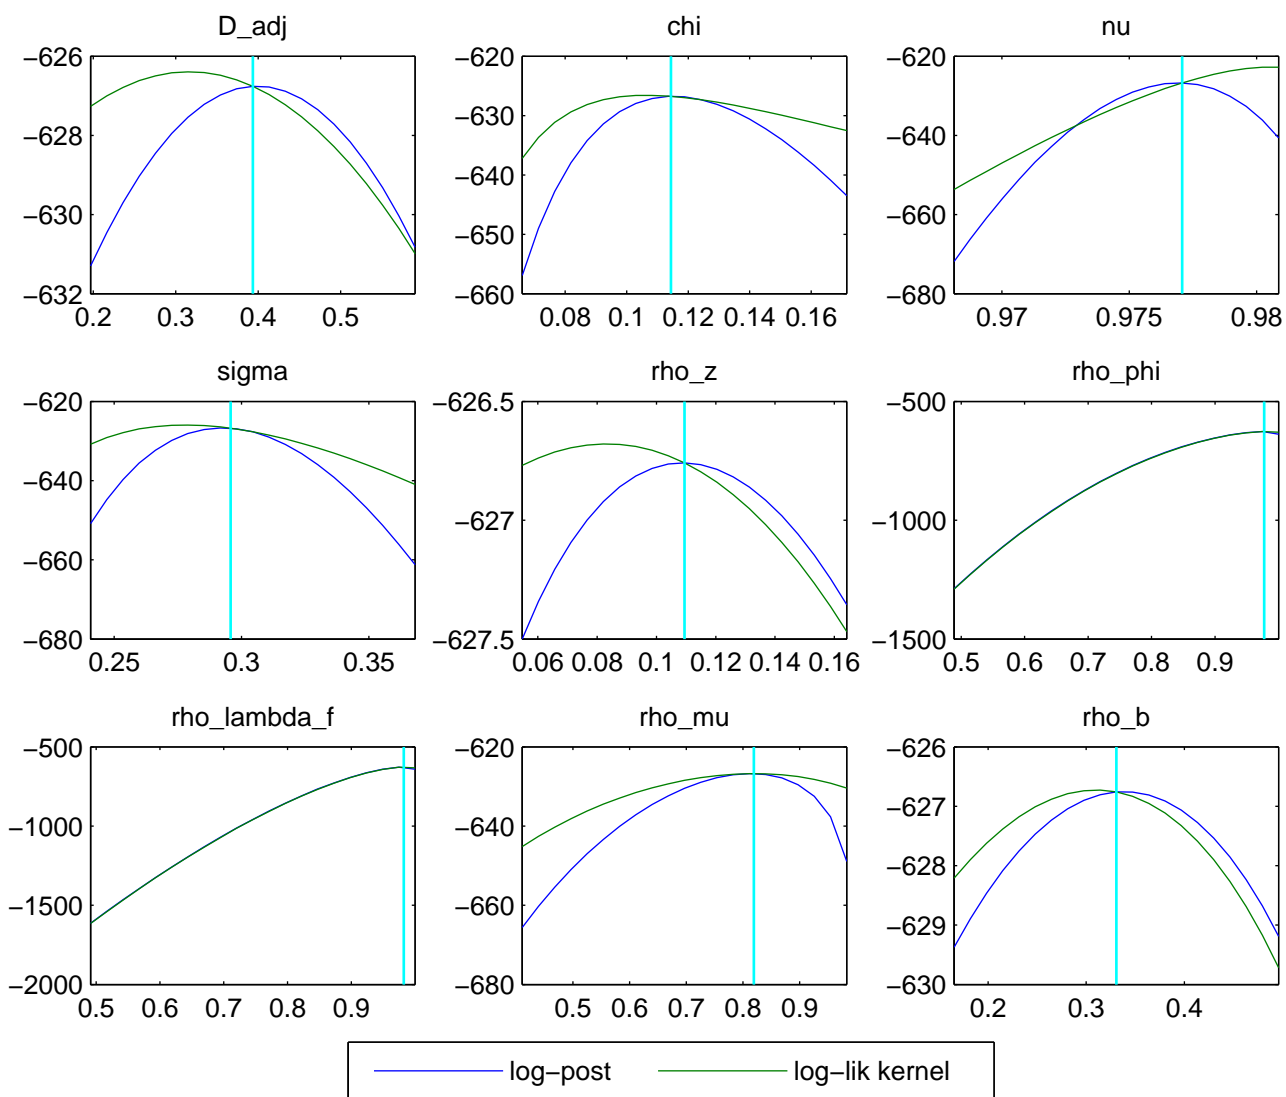 D_adj chi nu
−626 −628 −630 −632
0.2 0.3 0.4 0.5
−620 −630 −640 −650 −660
0.08 0.1 0.12 0.14 0.16
−620 −640 −660 −680
0.97 0.975 0.98
sigma rho_z rho_phi
−620 −640 −660 −680
0.25 0.3 0.35
−626.5 −627 −627.5
0.06 0.08 0.1 0.12 0.14 0.16
−500 −1000 −1500
0.5 0.6 0.7 0.8 0.9
rho_lambda_f rho_mu rho_b
−500 −1000 −1500 −2000
0.5 0.6 0.7 0.8 0.9
−620 −640 −660 −680
0.5 0.6 0.7 0.8 0.9
−626 −627 −628 −629 −630
0.2 0.3 0.4
log−post log−lik kernel